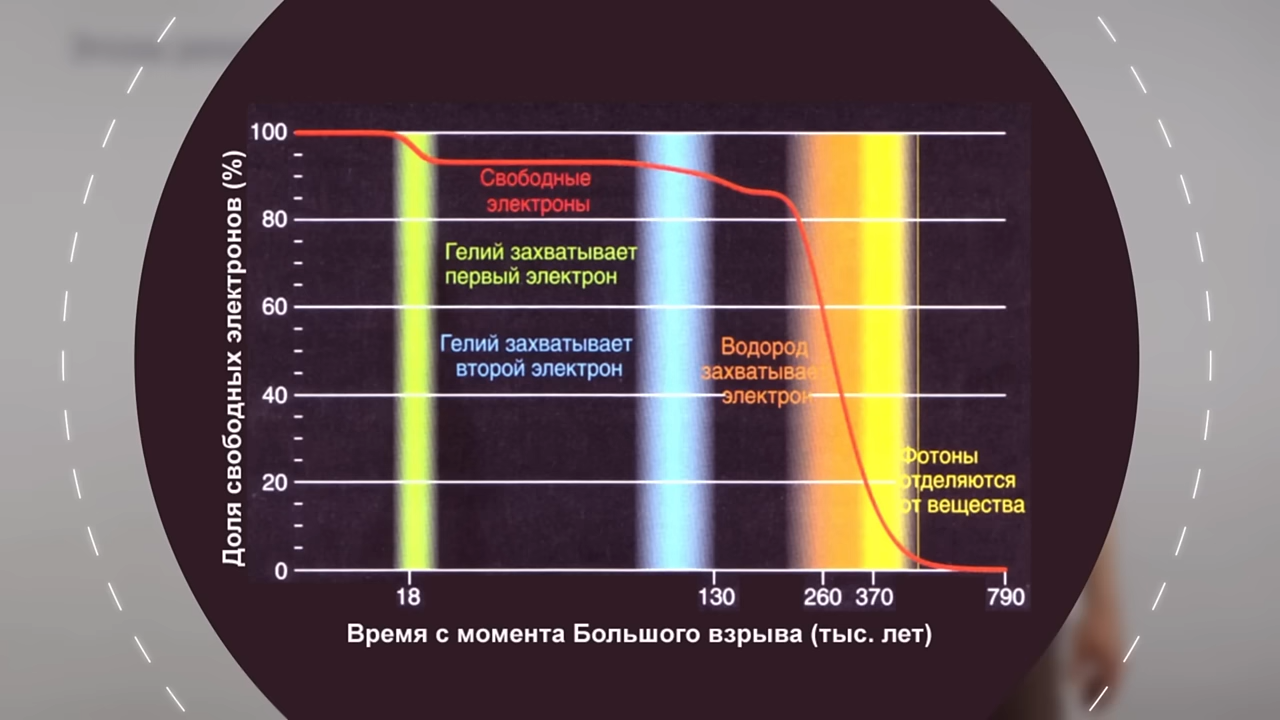 100
80
60
40
20
0
Доля свободных электронов (%)
Свободные
электроны
Гелий захватывает
первый электрон
Гелий захватывает
второй электрон
Водород
захватывает
электрон
Фотоны
отделяются
от вещества
18
130
260
370
790
Время с момента Большого взрыва (тыс. лет)